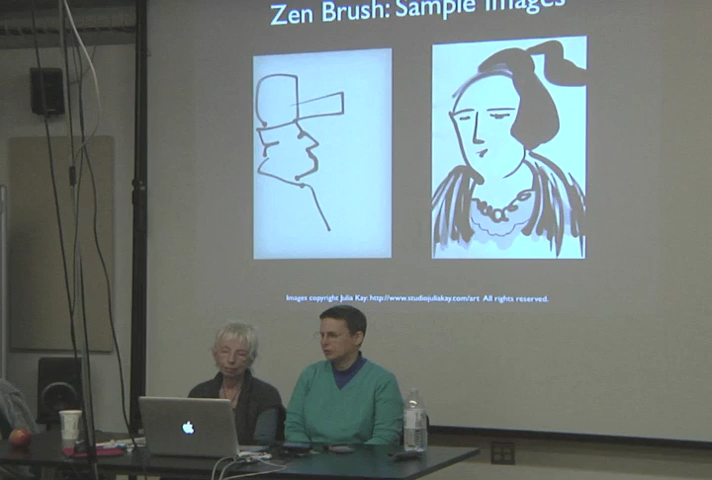 Zen Brush: Sample Images
Images copyright Julia Kay: http://www.studiojuliakay.com/art All rights reserved.